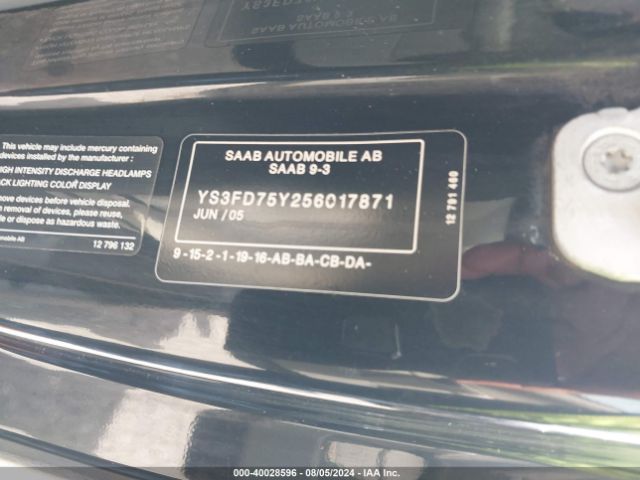 This vehicle may include mercury containing
devices installed by the manufacturer:
HIGH INTENSITY DISCHARGE HEADLAMPS
LIGHTING COLOR DISPLAY
devices before vehicle disposal.
removal of devices, please reuse,
or dispose as hazardous waste.
AB
12 796 132
SAAB AUTOMOBILE AB
SAAB 9-3
YS3FD75Y256017871
JUN /05
9 -15-2 -1 -19-16-AB-BA-CB-DA-
000-40028596 - 08/05/2024 - IAA Inc.